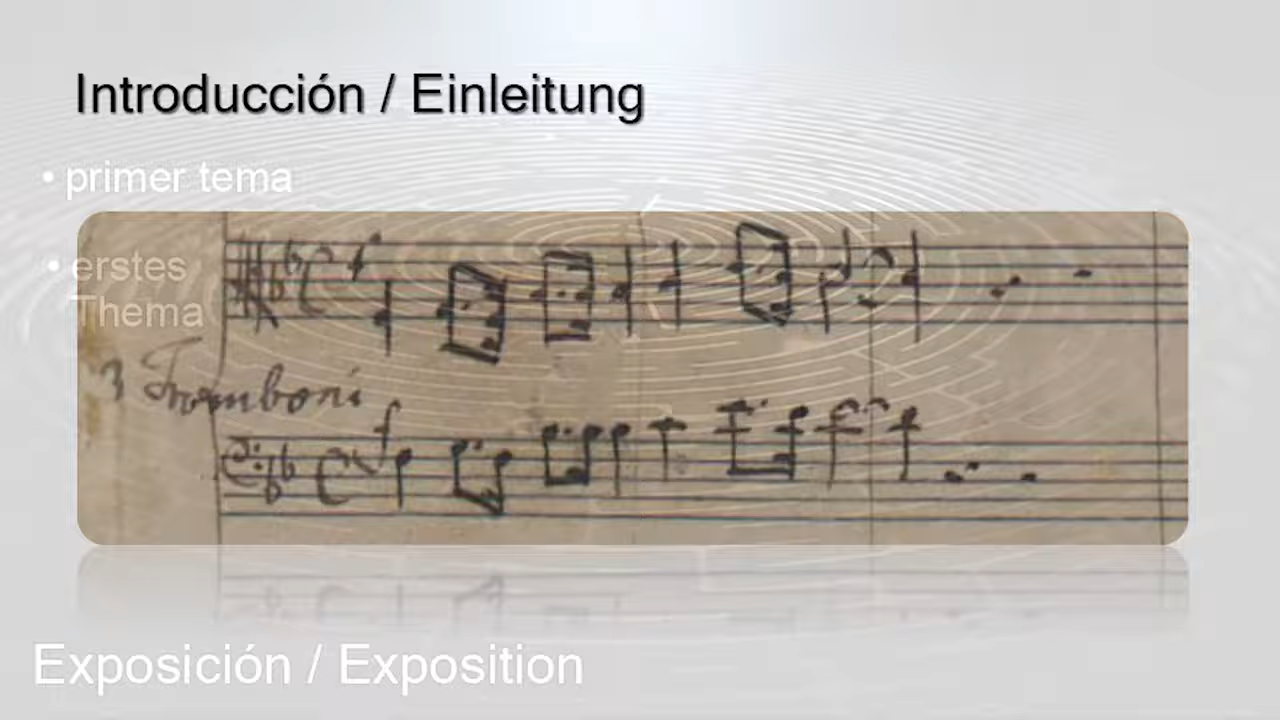 Introducción / Einleitung
• primer tema
• erstes
Thema
3 Tromboni
Exposición / Exposition